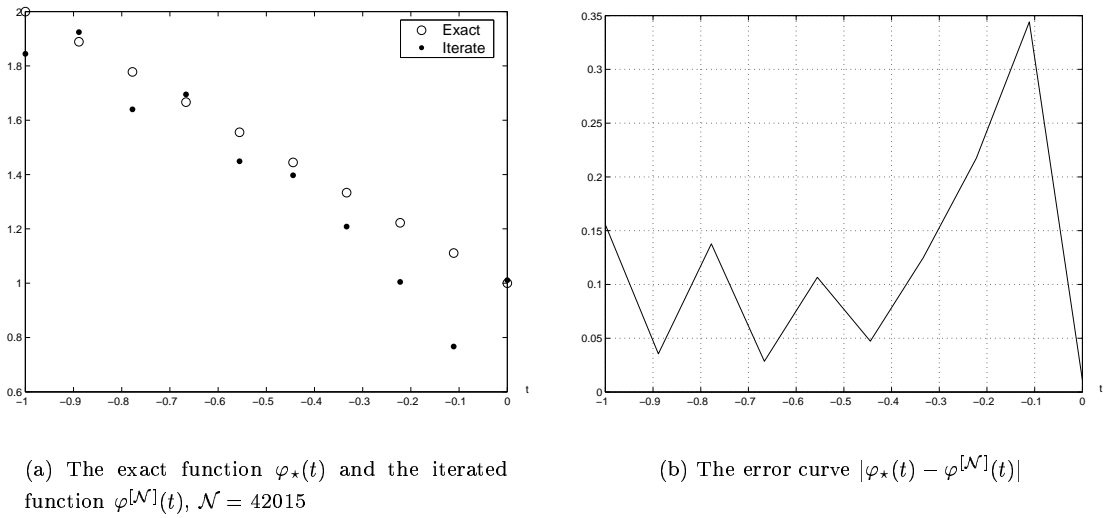 2
1.8
1.6
1.4
1.2
1
0.8
0.6
−1 −0.9 −0.8 −0.7 −0.6 −0.5 −0.4 −0.3 −0.2 −0.1 0
t
Exact
Iterate
(a) The exact function φ⋆(t) and the iterated
function φ^[𝒩](t), 𝒩 = 42015
0.35
0.3
0.25
0.2
0.15
0.1
0.05
0
−1 −0.9 −0.8 −0.7 −0.6 −0.5 −0.4 −0.3 −0.2 −0.1 0
t
(b) The error curve |φ⋆(t) − φ^[𝒩](t)|